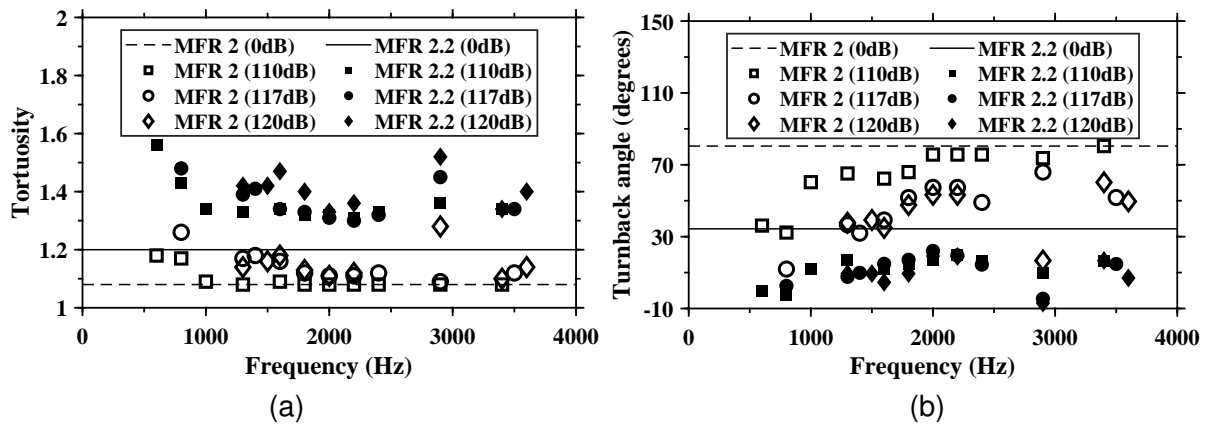 2
1.8
1.6
1.4
1.2
1
Tortuosity
MFR 2 (0dB) MFR 2.2 (0dB)
MFR 2 (110dB) MFR 2.2 (110dB)
MFR 2 (117dB) MFR 2.2 (117dB)
MFR 2 (120dB) MFR 2.2 (120dB)
0 1000 2000 3000 4000
Frequency (Hz)
(a)
150
110
70
30
-10
Turnback angle (degrees)
MFR 2 (0dB) MFR 2.2 (0dB)
MFR 2 (110dB) MFR 2.2 (110dB)
MFR 2 (117dB) MFR 2.2 (117dB)
MFR 2 (120dB) MFR 2.2 (120dB)
0 1000 2000 3000 4000
Frequency (Hz)
(b)